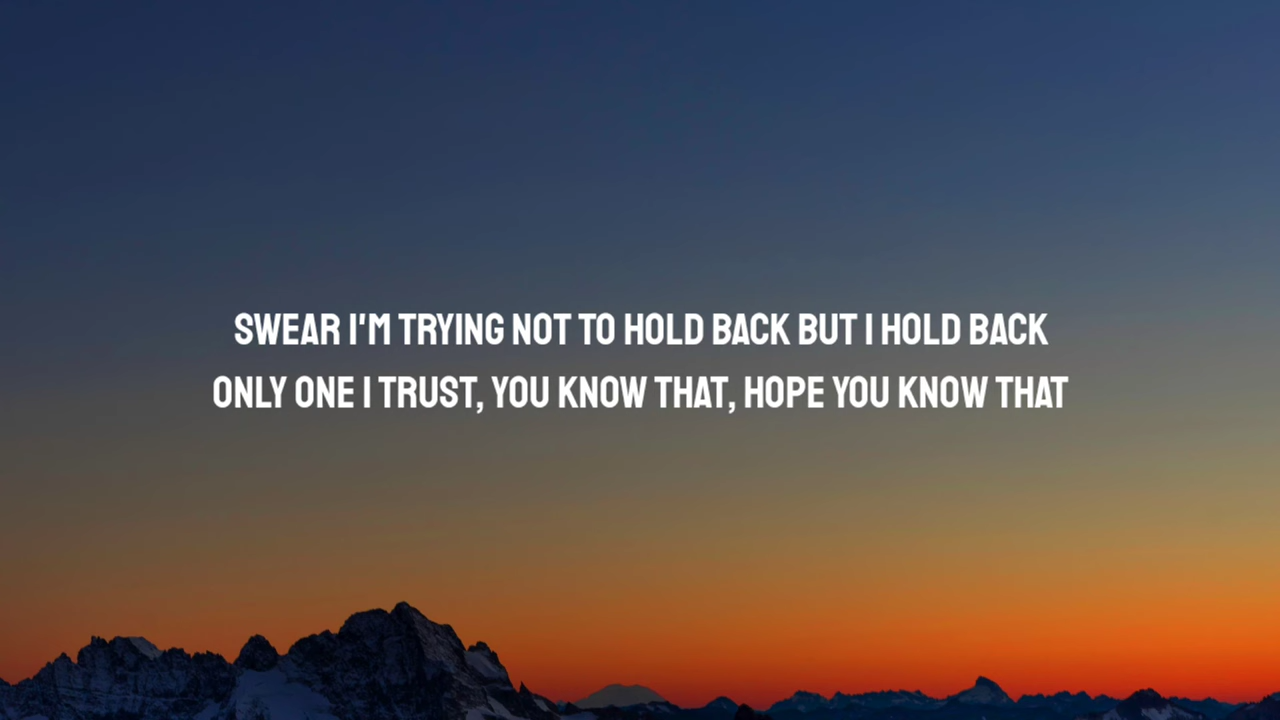 SWEAR I'M TRYING NOT TO HOLD BACK BUT I HOLD BACK
ONLY ONE I TRUST, YOU KNOW THAT, HOPE YOU KNOW THAT